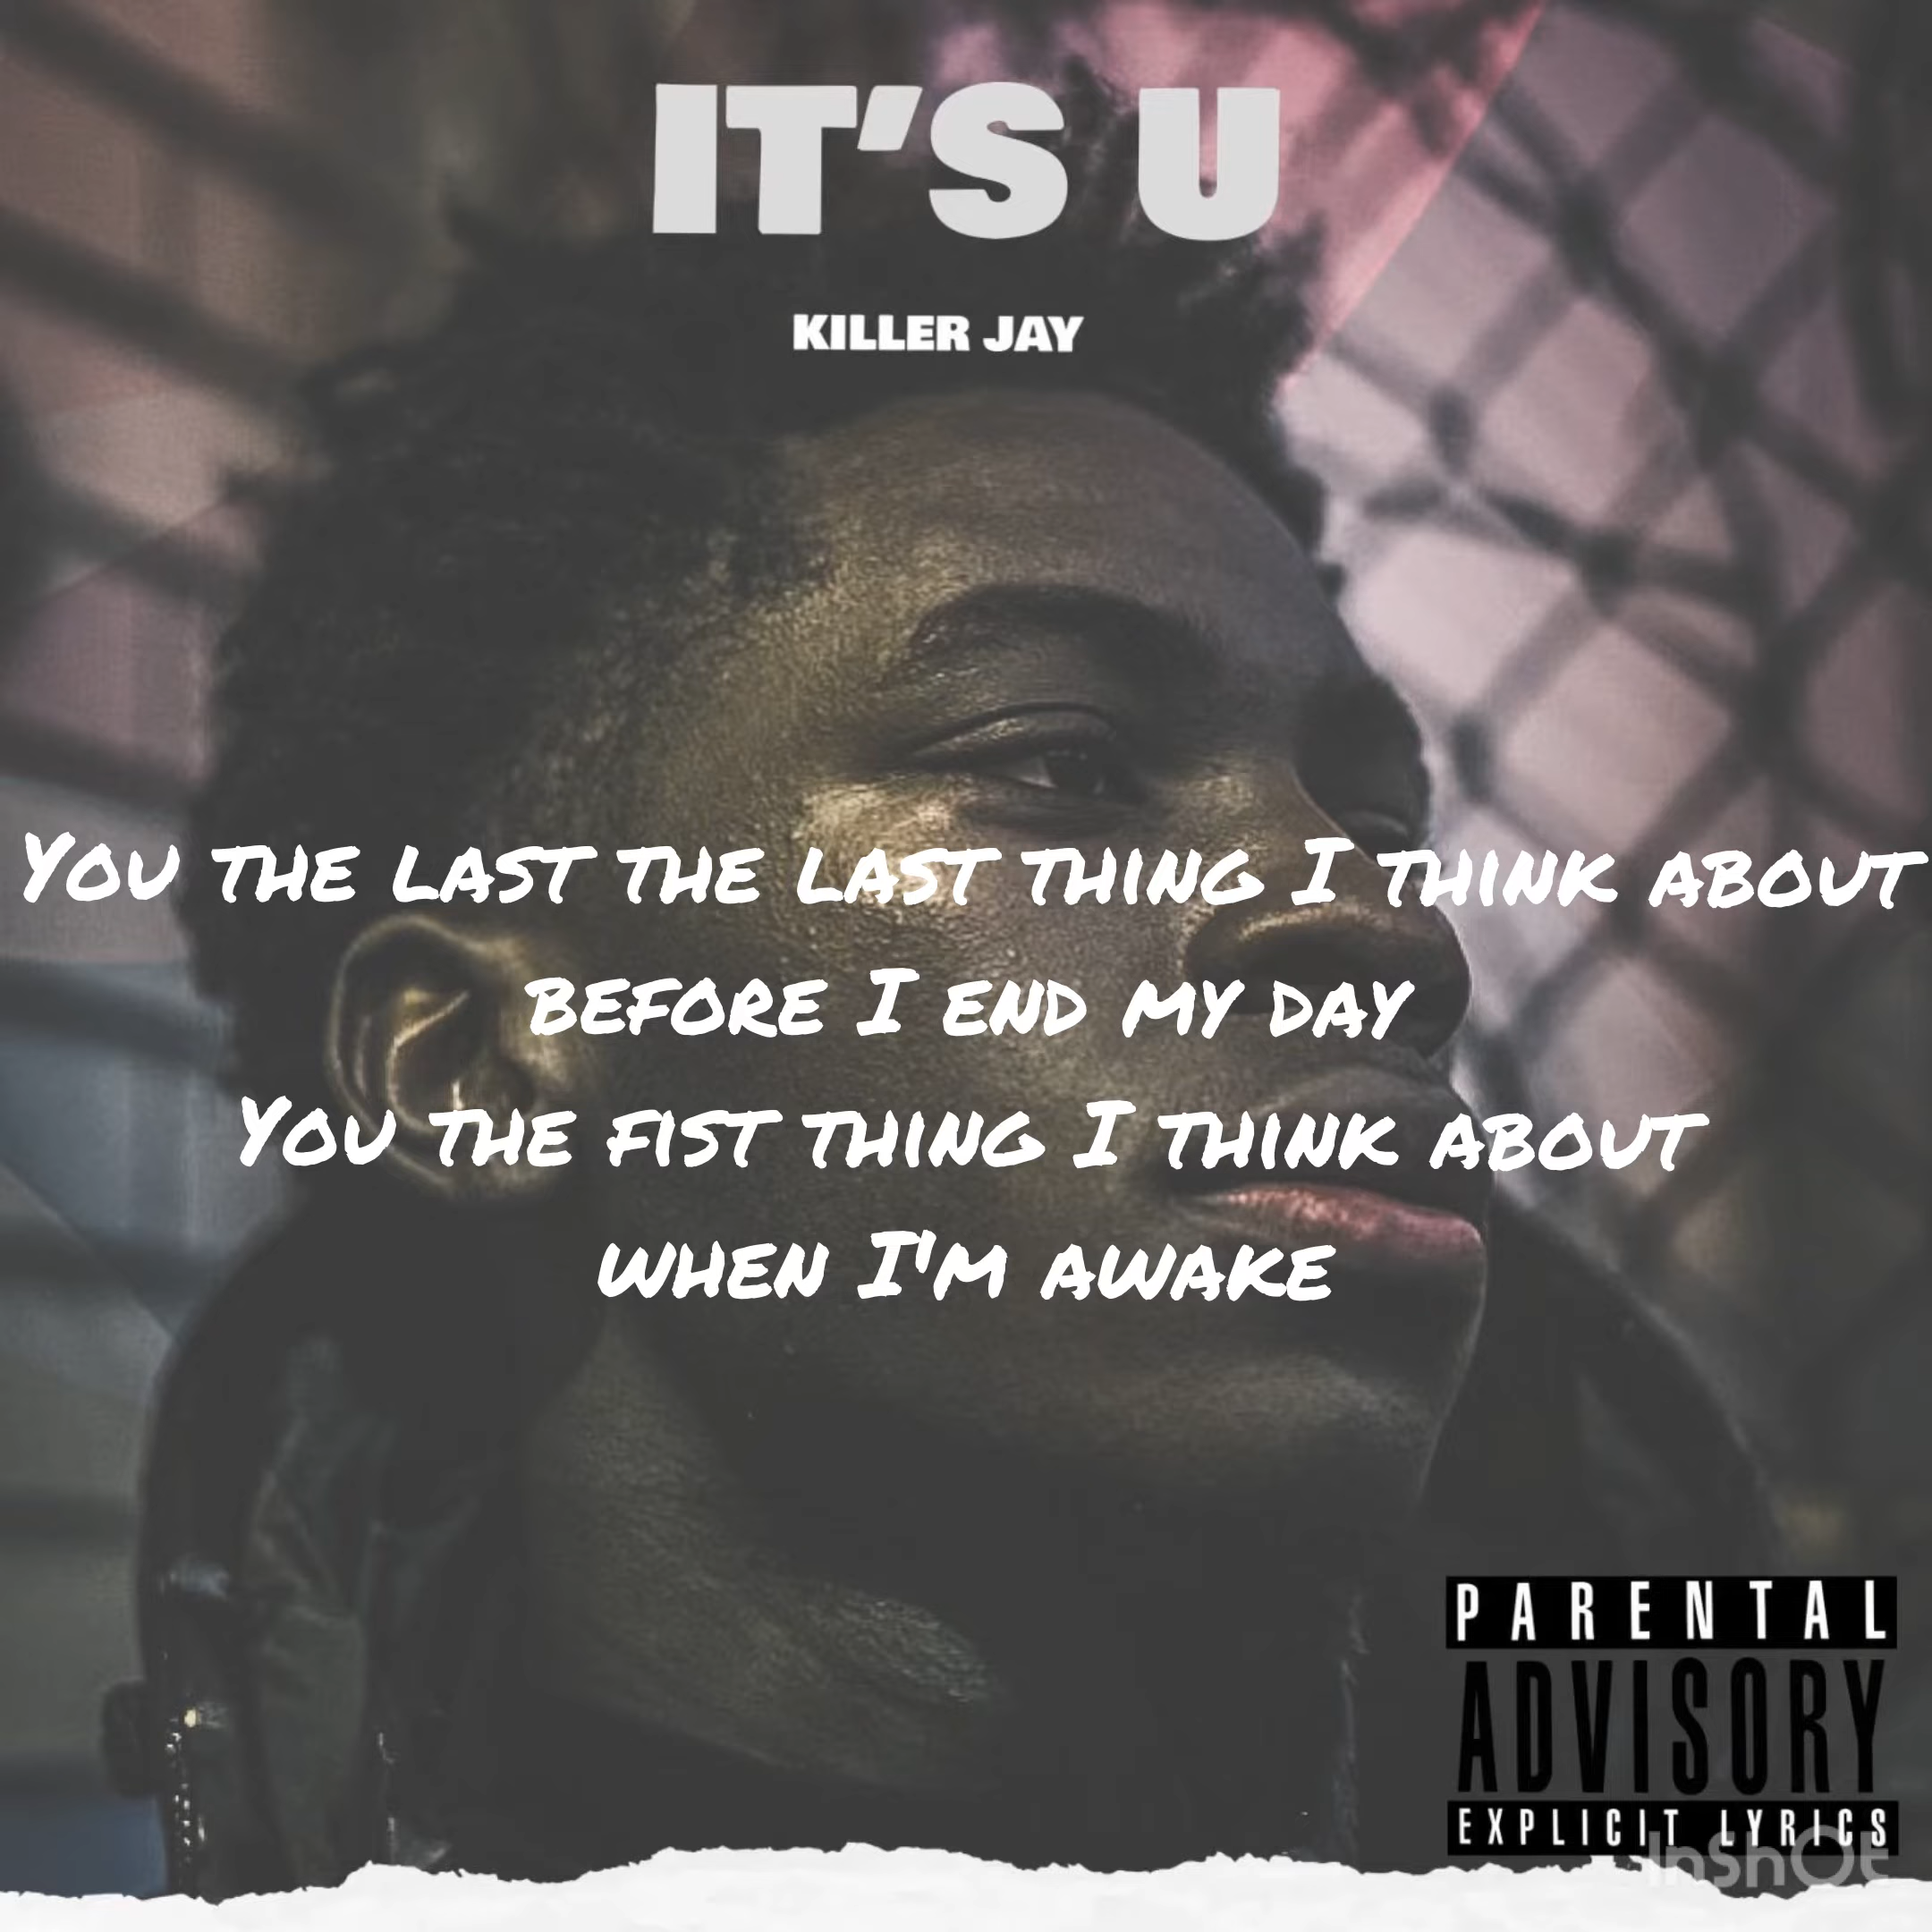 IT'S U
KILLER JAY
You the last the last thing I think about
before I end my day
You the fist thing I think about
when I'm awake
PARENTAL
ADVISORY
EXPLICIT LYRICS
InShOt